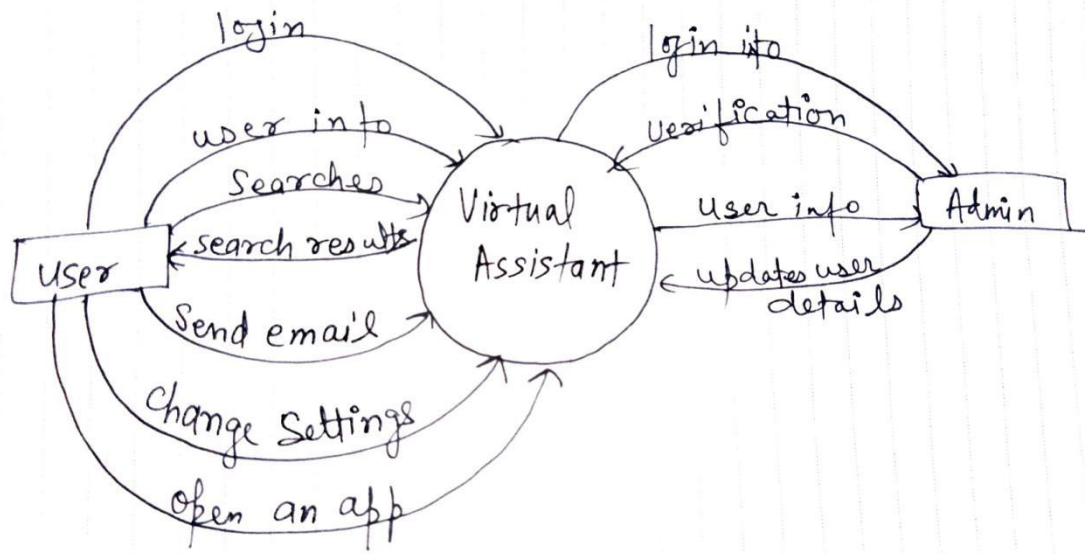 login
login ifo
user info
verification
Searches
Virtual
Assistant
user info
Admin
search results
user
updates user
details
Send email
Change Settings
open an app